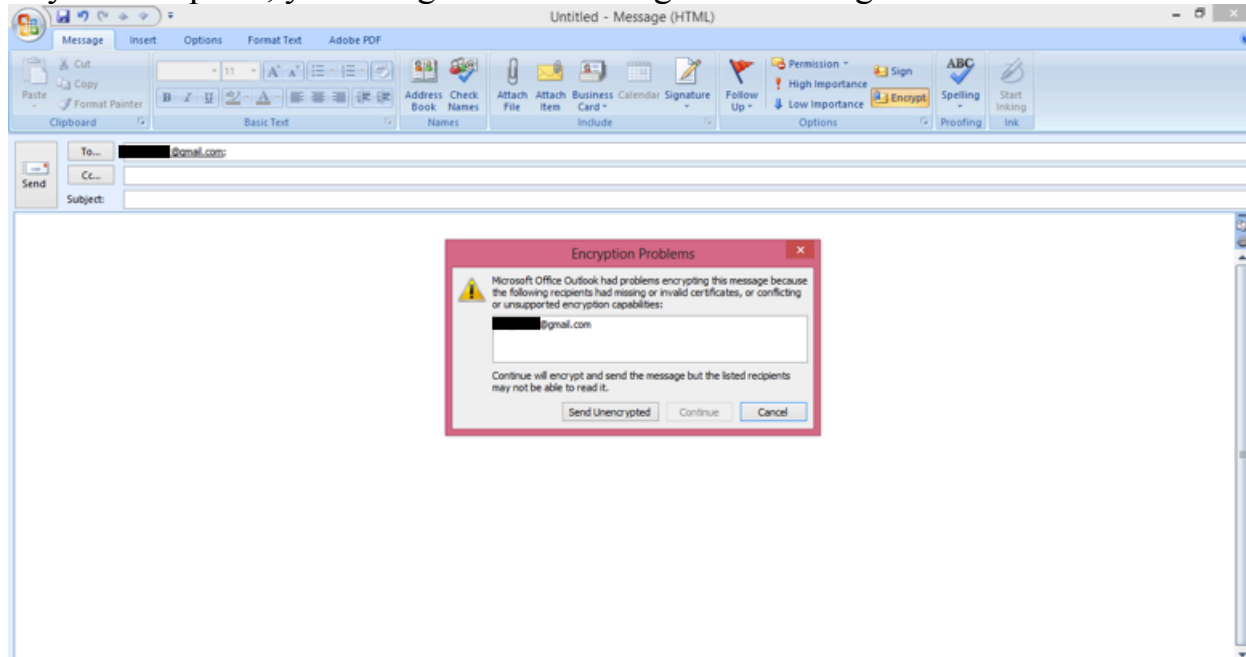 Untitled - Message (HTML)
Message Insert Options Format Text Adobe PDF
Paste
Cut
Copy
Format Painter
Clipboard
11
B I U
Basic Text
Address Book
Check Names
Names
Attach File
Attach Item
Business Card
Calendar
Signature
Include
Follow Up
Permission
High Importance
Low Importance
Sign
Encrypt
Options
ABC
Spelling
Proofing
Start Inking
Ink
Send
To... @gmail.com;
Cc...
Subject:
Encryption Problems
Microsoft Office Outlook had problems encrypting this message because
the following recipients had missing or invalid certificates, or conflicting
or unsupported encryption capabilities:
@gmail.com
Continue will encrypt and send the message but the listed recipients
may not be able to read it.
Send Unencrypted Continue Cancel